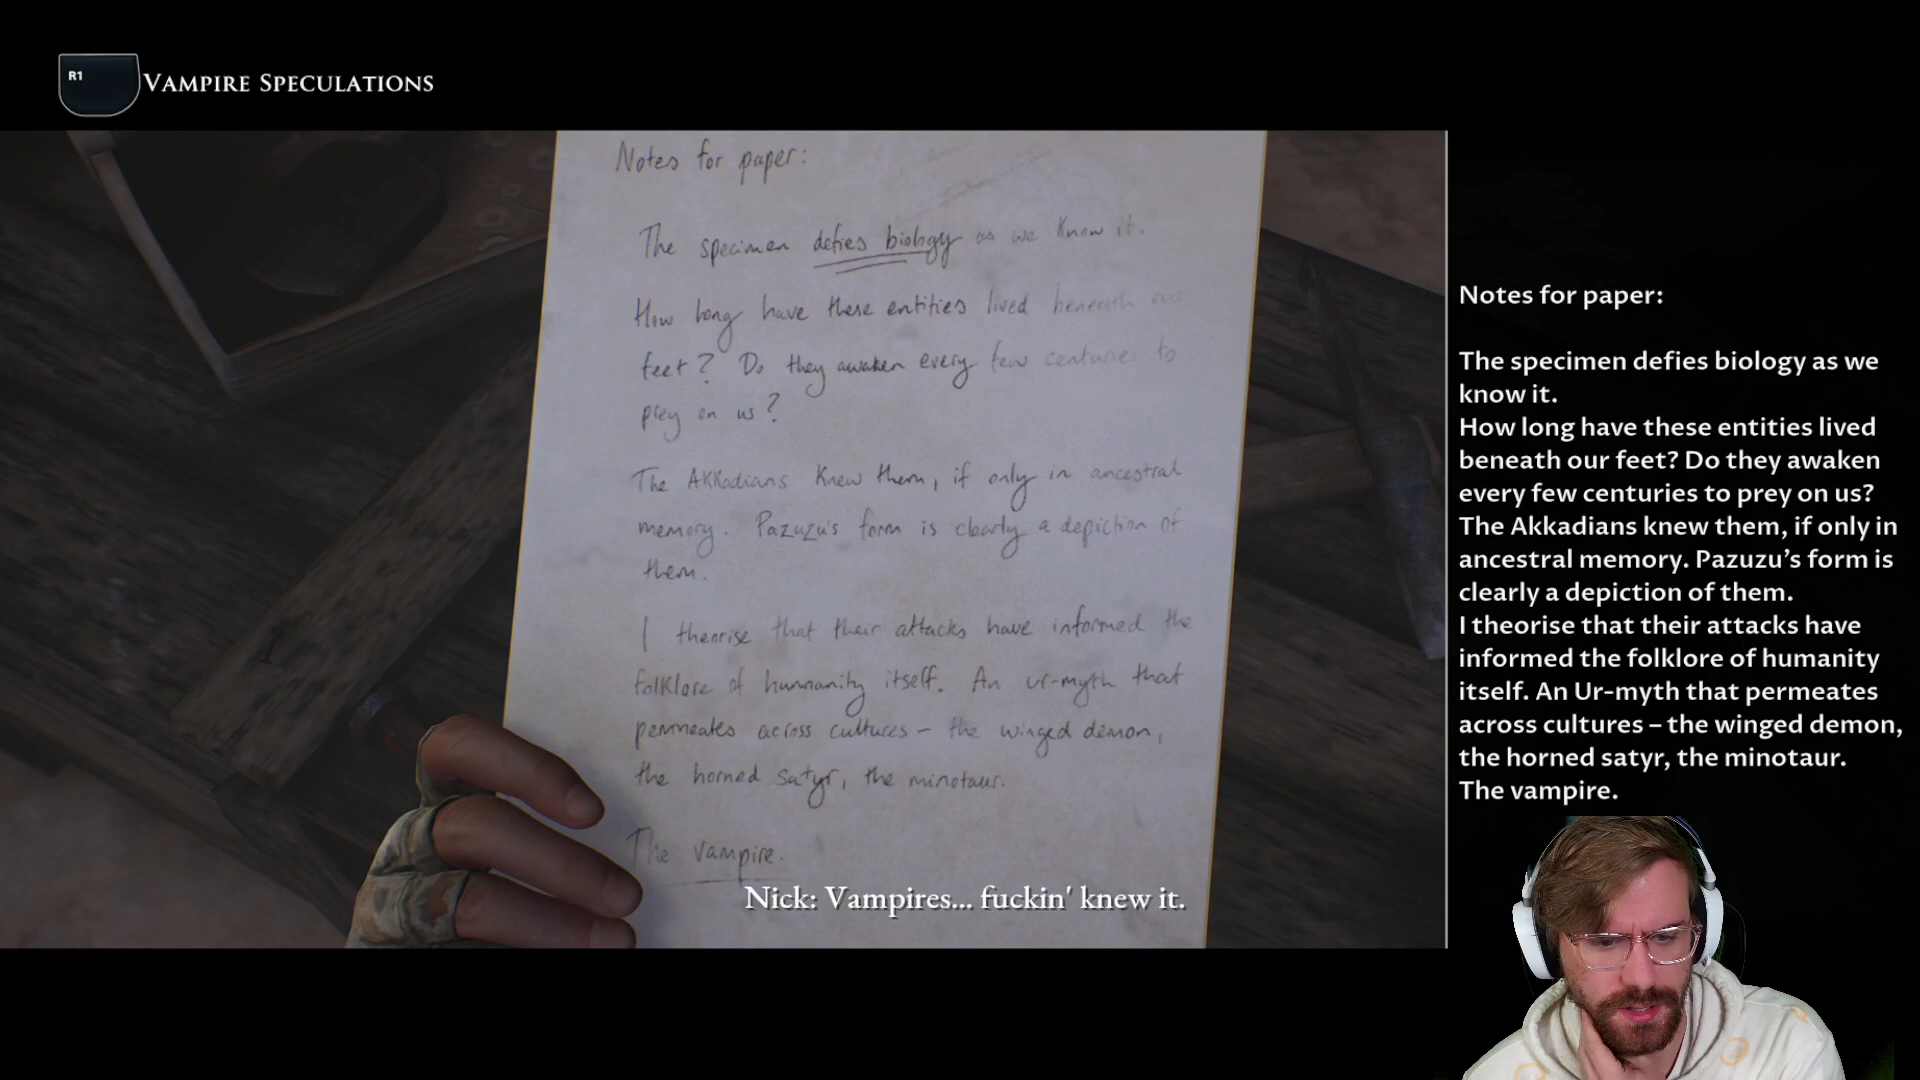 R1
VAMPIRE SPECULATIONS
Notes for paper:
The specimen defies biology as we know it.
How long have these entities lived beneath our
feet? Do they awaken every few centuries to
prey on us?
The Akkadians knew them, if only in ancestral
memory. Pazuzu's form is clearly a depiction of
them.
I theorise that their attacks have informed the
folklore of humanity itself. An ur-myth that
permeates across cultures – the winged demon,
the horned satyr, the minotaur.
The vampire.
Nick: Vampires... fuckin' knew it.
Notes for paper:
The specimen defies biology as we
know it.
How long have these entities lived
beneath our feet? Do they awaken
every few centuries to prey on us?
The Akkadians knew them, if only in
ancestral memory. Pazuzu’s form is
clearly a depiction of them.
I theorise that their attacks have
informed the folklore of humanity
itself. An Ur-myth that permeates
across cultures – the winged demon,
the horned satyr, the minotaur.
The vampire.